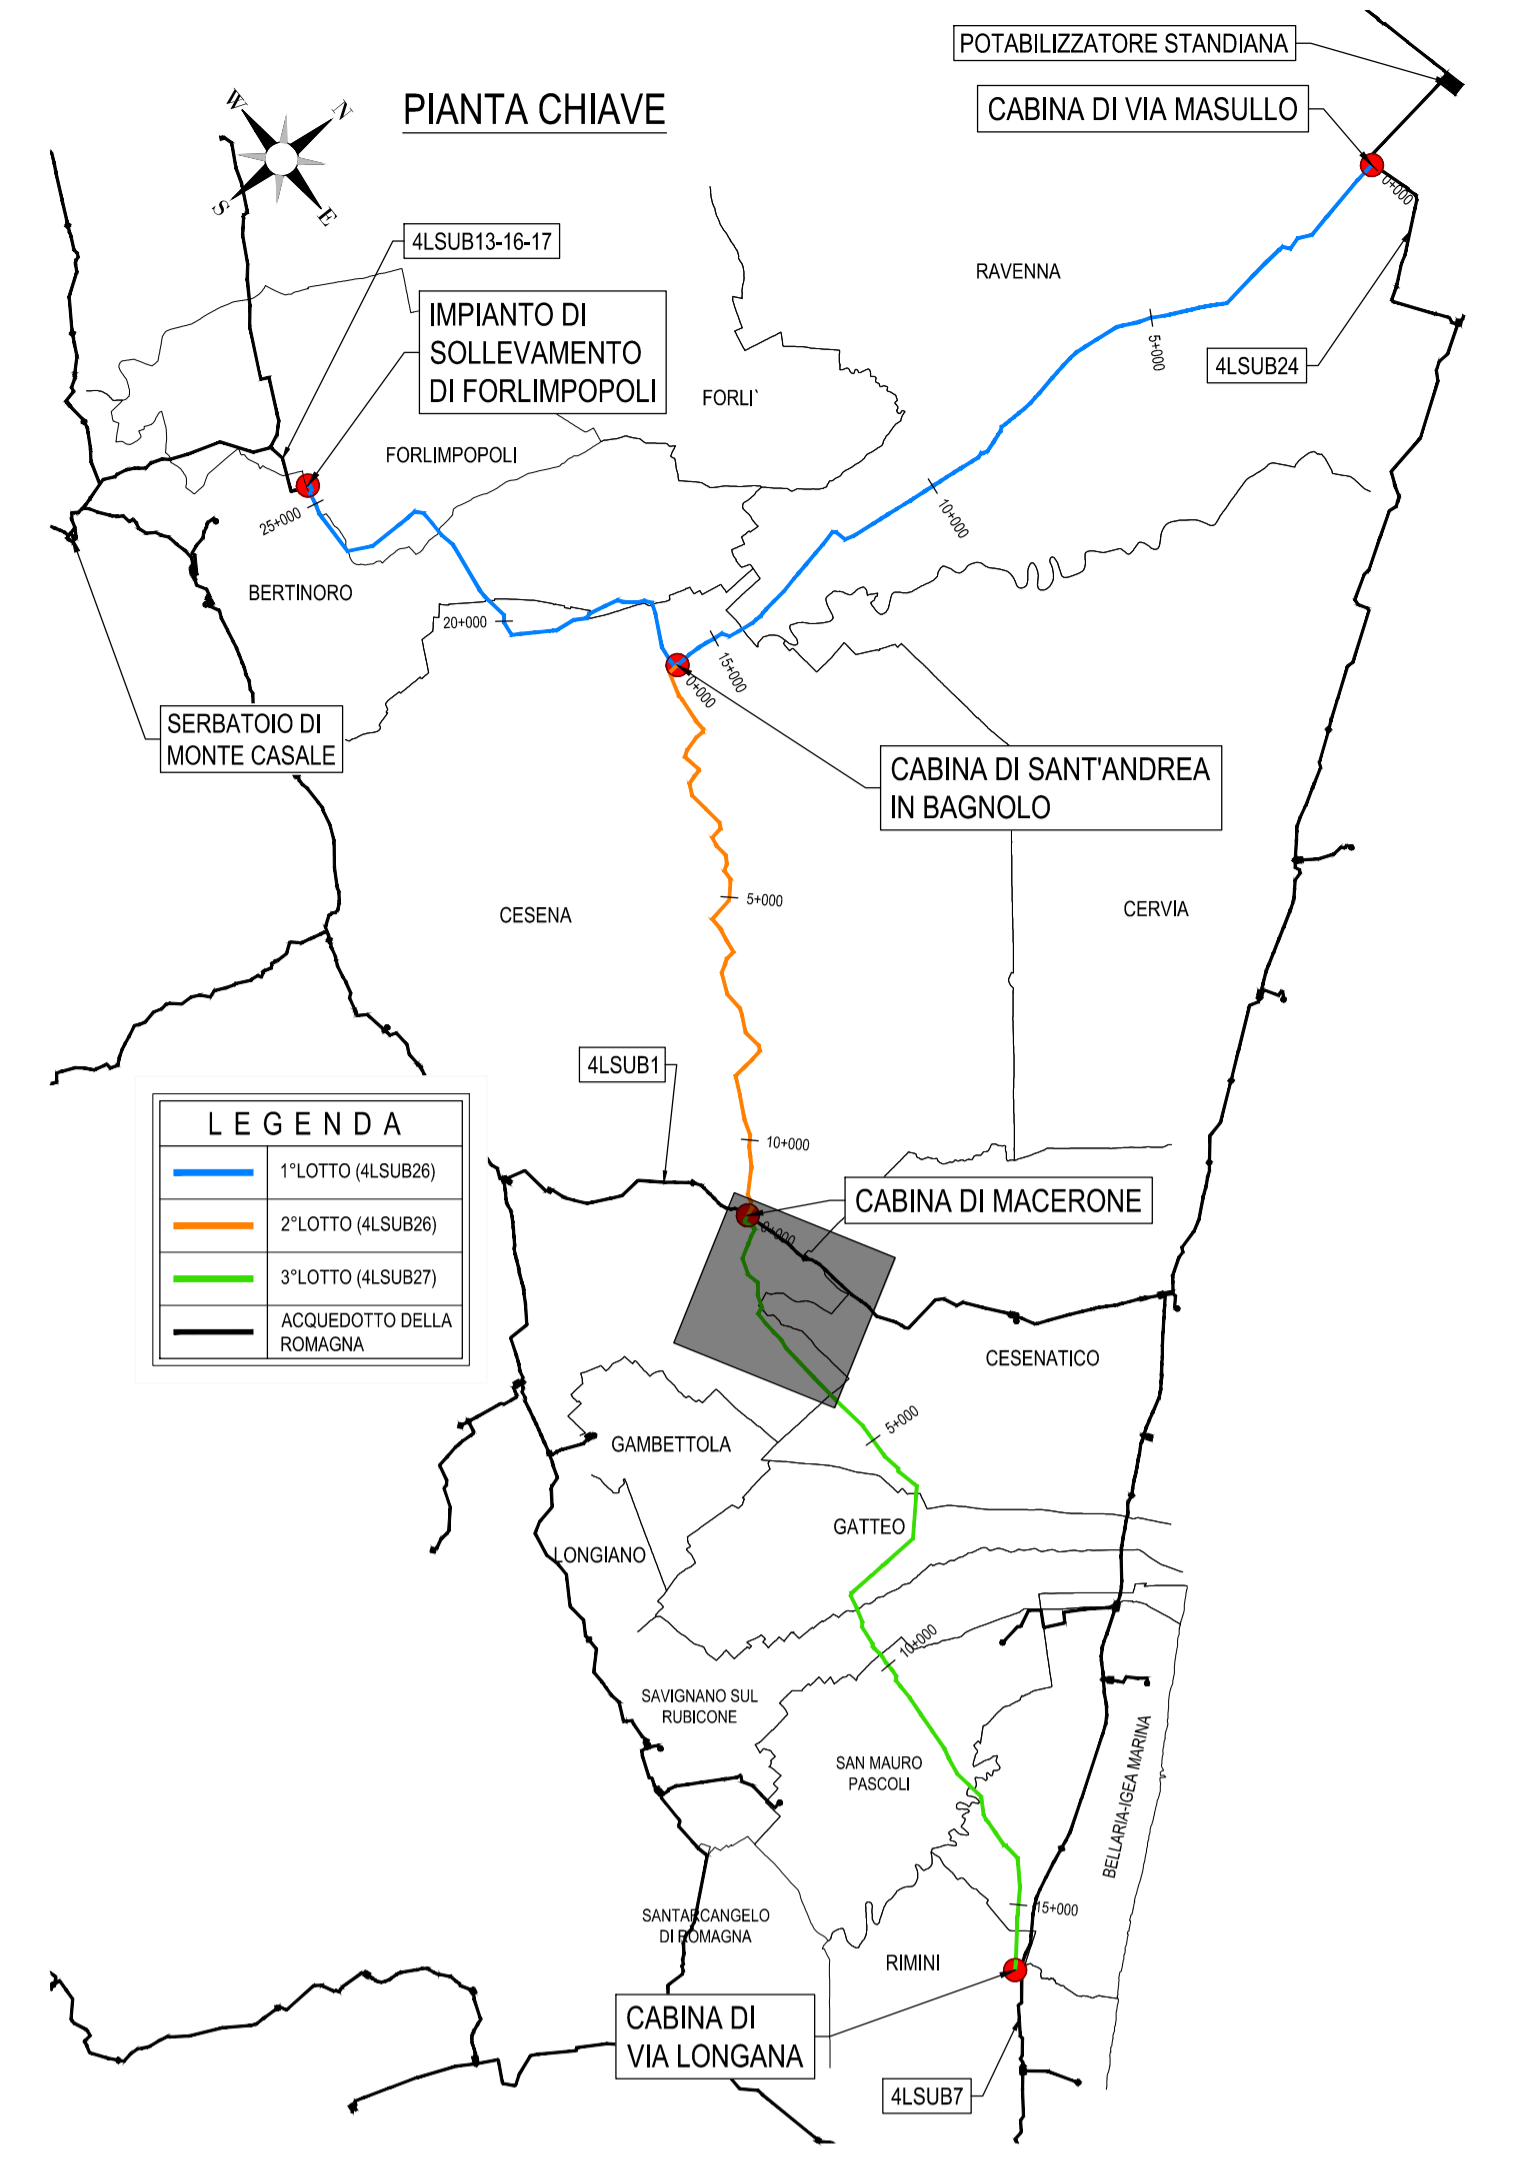 POTABILIZZATORE STANDIANA
PIANTA CHIAVE
CABINA DI VIA MASULLO
W
N
S
E
0+000
4LSUB13-16-17
RAVENNA
IMPIANTO DI
SOLLEVAMENTO
DI FORLIMPOPOLI
5+000
4LSUB24
FORLI`
FORLIMPOPOLI
25+000
10+000
BERTINORO
20+000
15+000
0+000
SERBATOIO DI
MONTE CASALE
CABINA DI SANT'ANDREA
IN BAGNOLO
5+000
CESENA
CERVIA
4LSUB1
10+000
LEGENDA
1°LOTTO (4LSUB26)
2°LOTTO (4LSUB26)
3°LOTTO (4LSUB27)
ACQUEDOTTO DELLA
ROMAGNA
CABINA DI MACERONE
0+000
CESENATICO
5+000
GAMBETTOLA
GATTEO
LONGIANO
10+000
SAVIGNANO SUL
RUBICONE
SAN MAURO
PASCOLI
BELLARIA-IGEA MARINA
15+000
SANTARCANGELO
DI ROMAGNA
RIMINI
CABINA DI
VIA LONGANA
4LSUB7